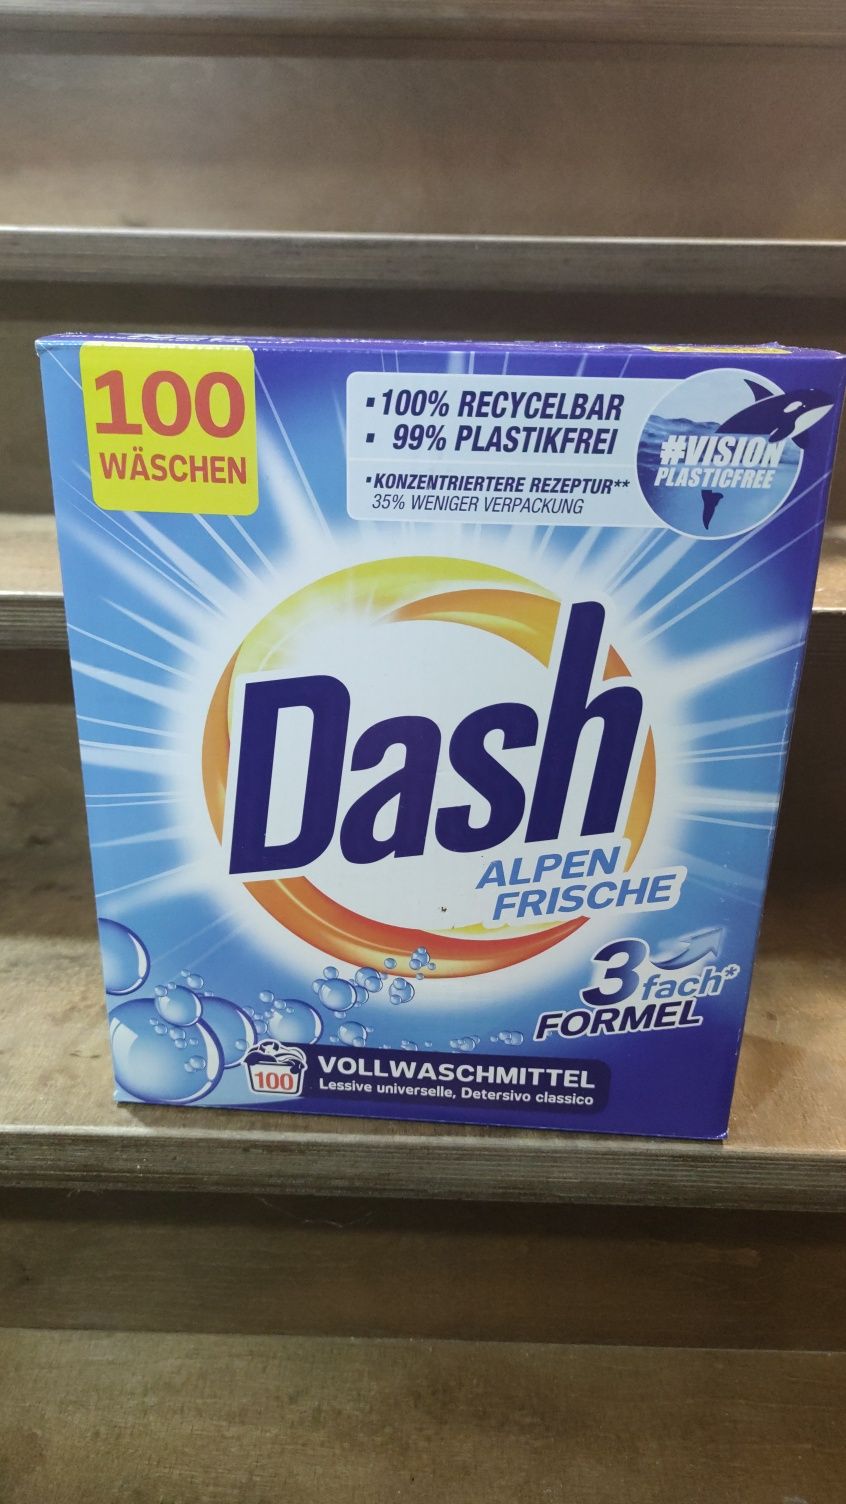 100
WÄSCHEN
▪ 100% RECYCELBAR
▪ 99% PLASTIKFREI
▪ KONZENTRIERTERE REZEPTUR**
35% WENIGER VERPACKUNG
#VISION
PLASTICFREE
Dash
ALPEN
FRISCHE
3fach*
FORMEL
100
VOLLWASCHMITTEL
Lessive universelle, Detersivo classico